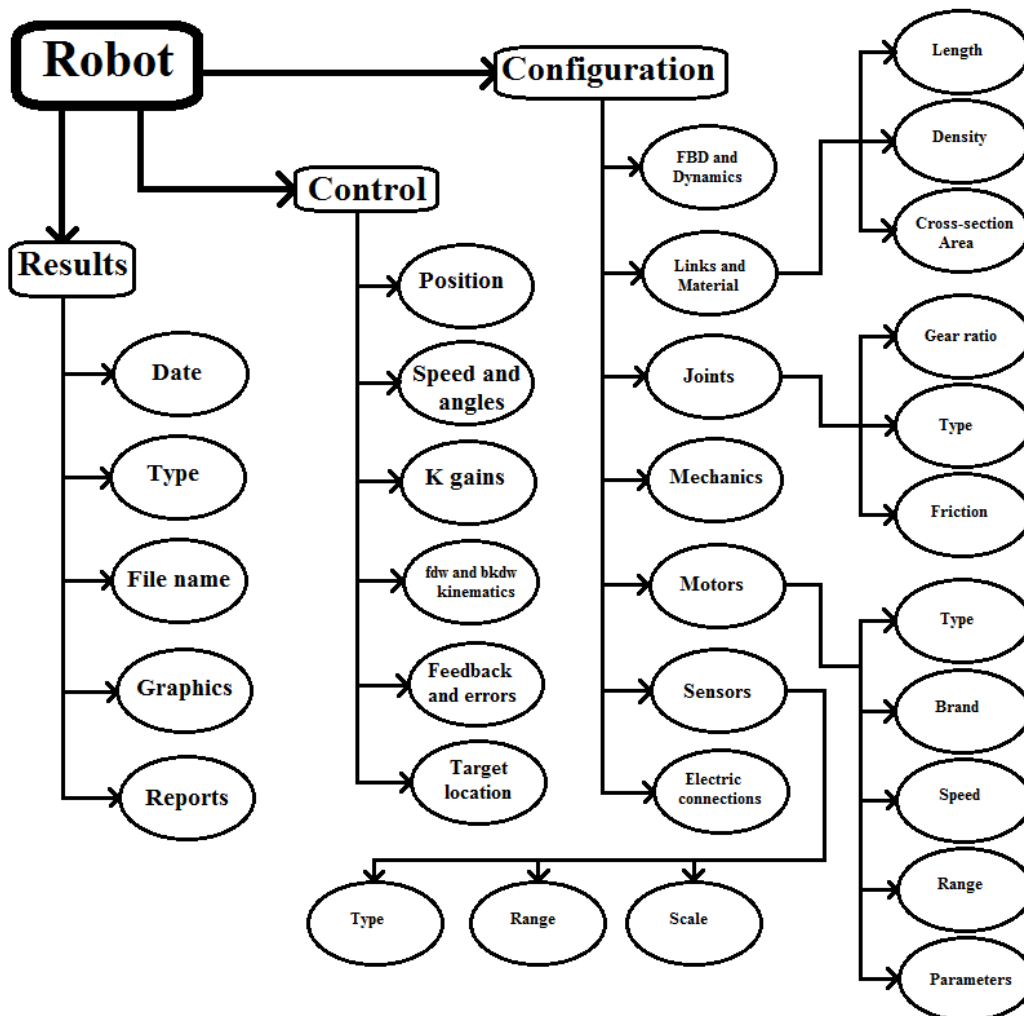 Robot
Configuration
Control
Results
Date
Type
File name
Graphics
Reports
Position
Speed and
angles
K gains
fdw and bkdw
kinematics
Feedback
and errors
Target
location
FBD and
Dynamics
Links and
Material
Joints
Mechanics
Motors
Sensors
Electric
connections
Length
Density
Cross-section
Area
Gear ratio
Type
Friction
Type
Brand
Speed
Range
Parameters
Type
Range
Scale